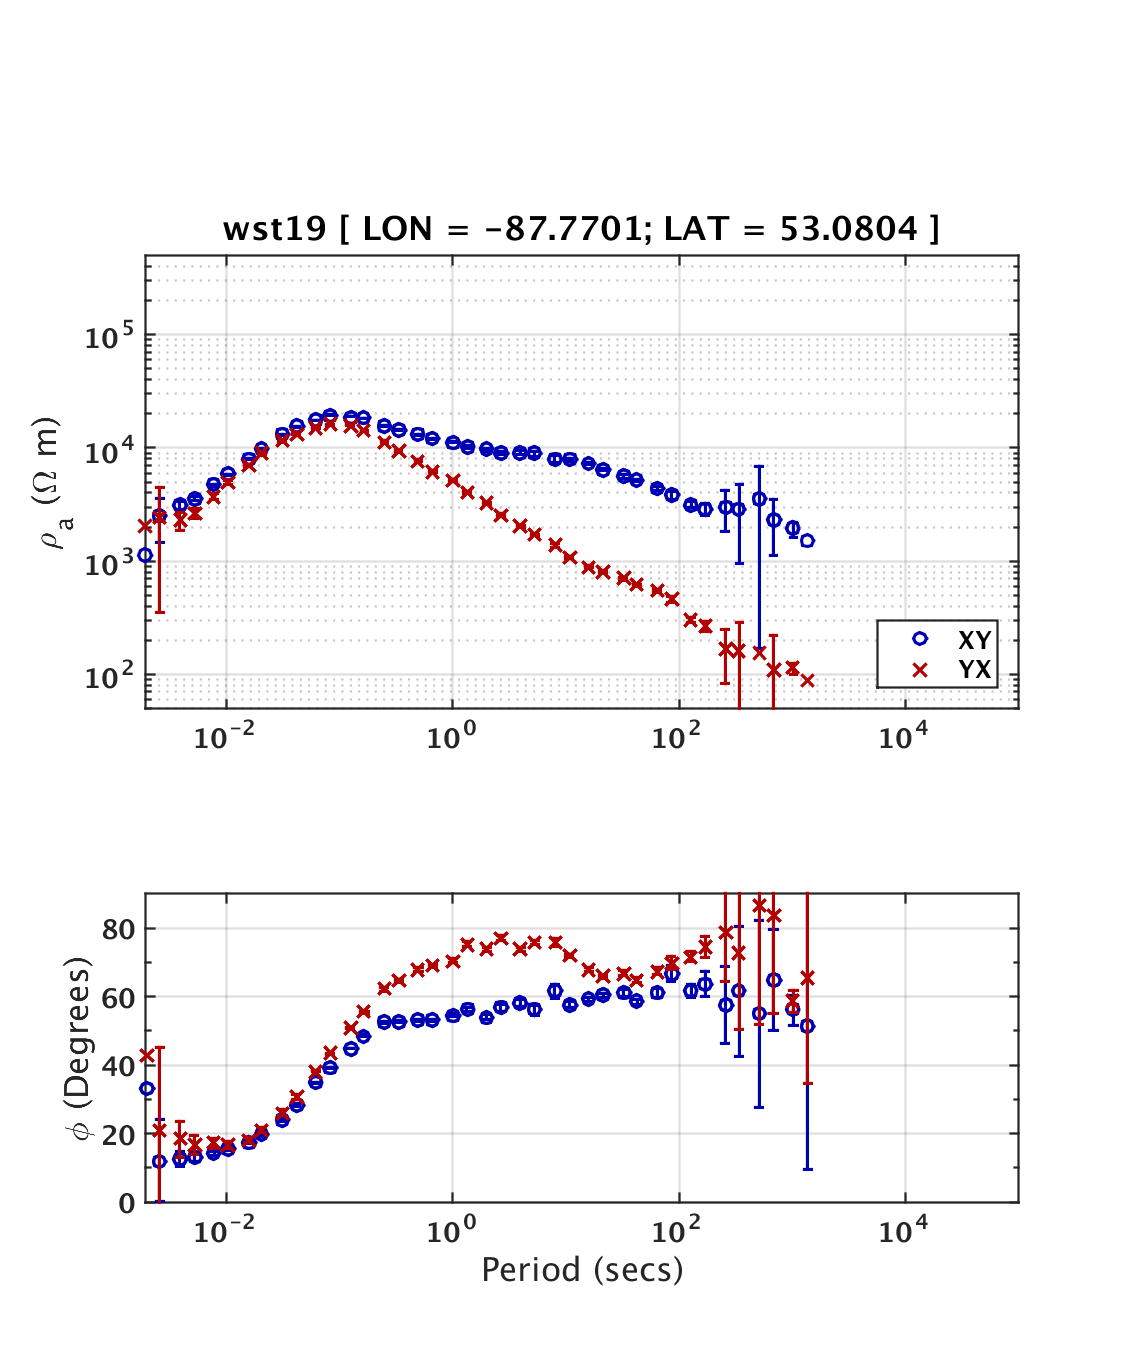 wst19 [ LON = -87.7701; LAT = 53.0804 ]
10^5
10^4
10^3
10^2
ρ_a (Ω m)
XY
YX
10^-2 10^0 10^2 10^4
80
60
40
20
0
ϕ (Degrees)
10^-2 10^0 10^2 10^4
Period (secs)